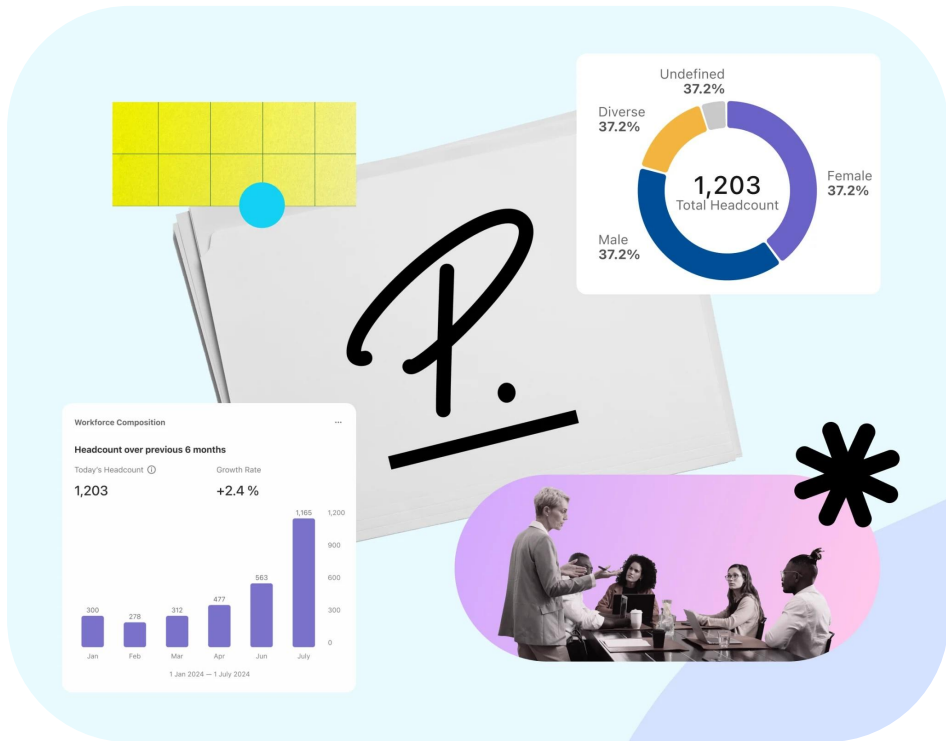 Undefined
37.2%
Diverse
37.2%
Female
37.2%
1,203
Total Headcount
Male
37.2%
P.
Workforce Composition
...
Headcount over previous 6 months
Today's Headcount ⓘ
Growth Rate
1,203
+2.4 %
1,165
1,200
900
600
563
477
300
278
312
300
0
Jan
Feb
Mar
Apr
Jun
July
1 Jan 2024 — 1 July 2024